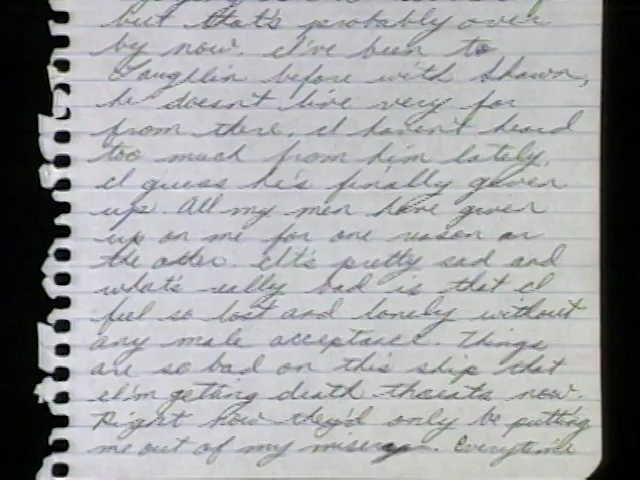 but that's probably over
by now. I've been to
before with Shawn,
he doesn't live very far
from there. I haven't heard
too much from him lately,
I guess he's finally given
up. All my men have given
up on me for one reason or
the other. It's pretty sad and
what's really bad is that I
feel so lost and lonely without
any male acceptance. Things
are so bad on this ship that
I'm getting death threats now.
Right now they'd only be putting
me out of my misery. Everytime